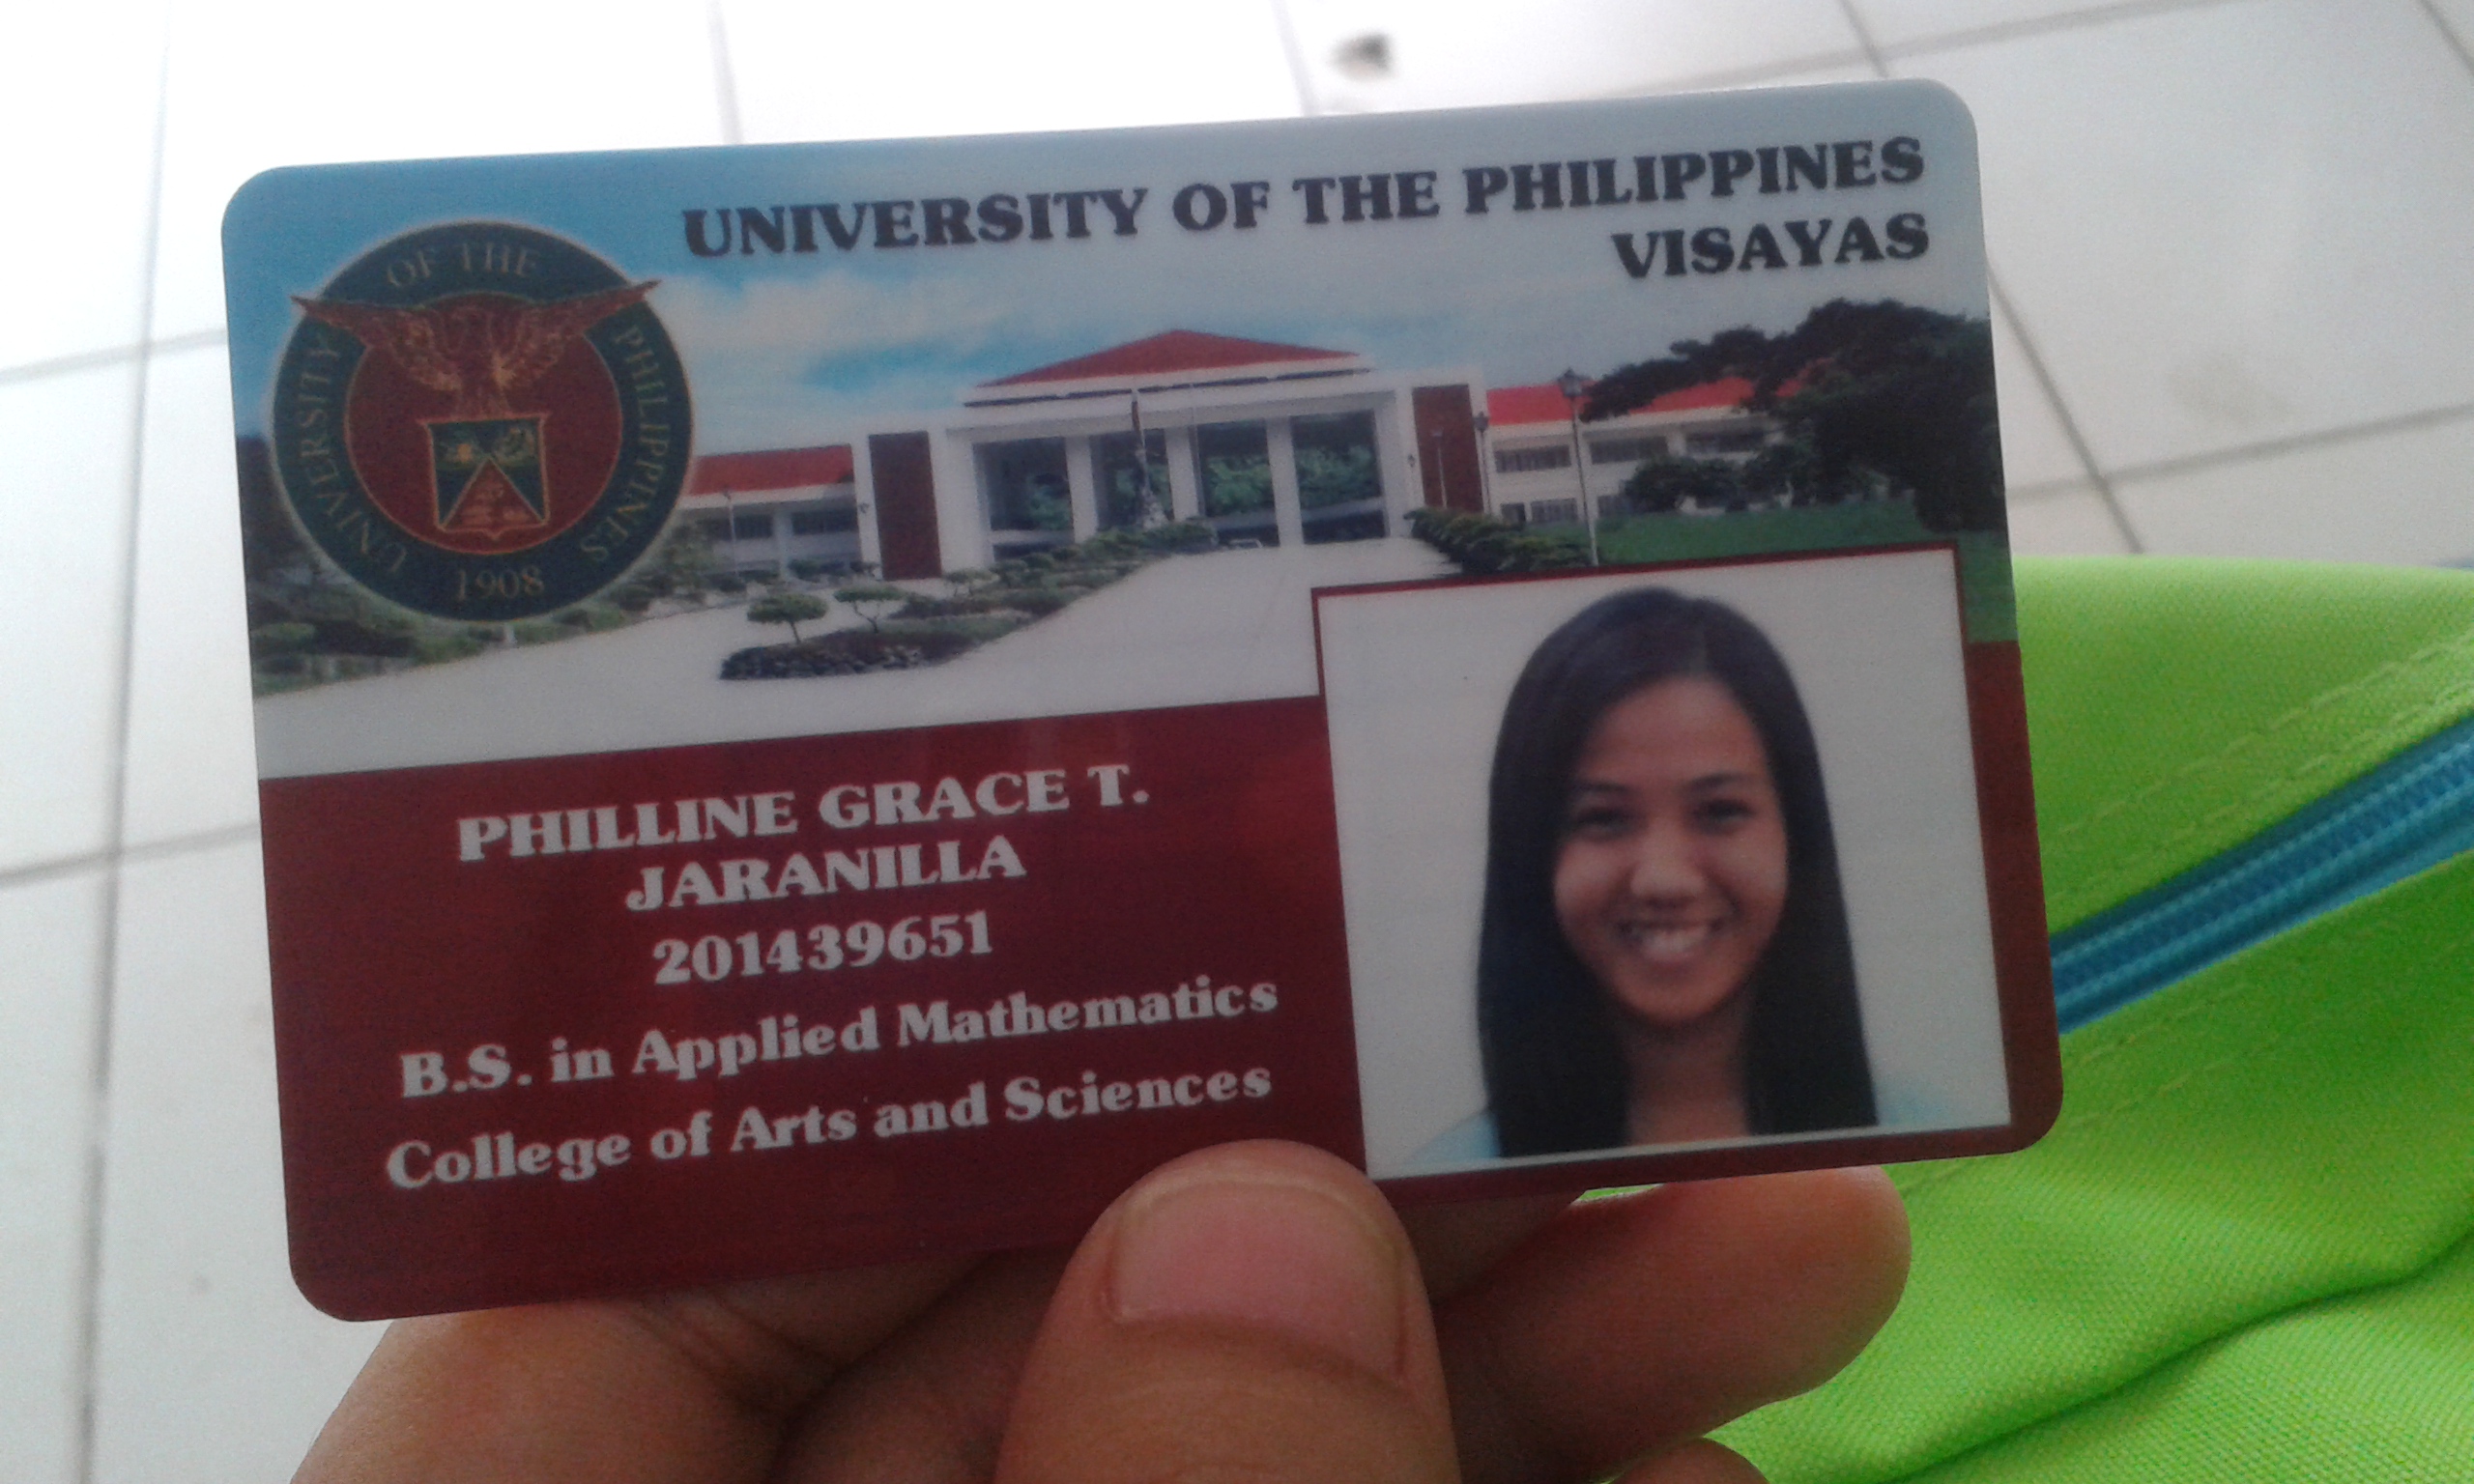 UNIVERSITY OF THE PHILIPPINES
VISAYAS
UNIVERSITY OF THE PHILIPPINES
1908
PHILLINE GRACE T.
JARANILLA
201439651
B.S. in Applied Mathematics
College of Arts and Sciences